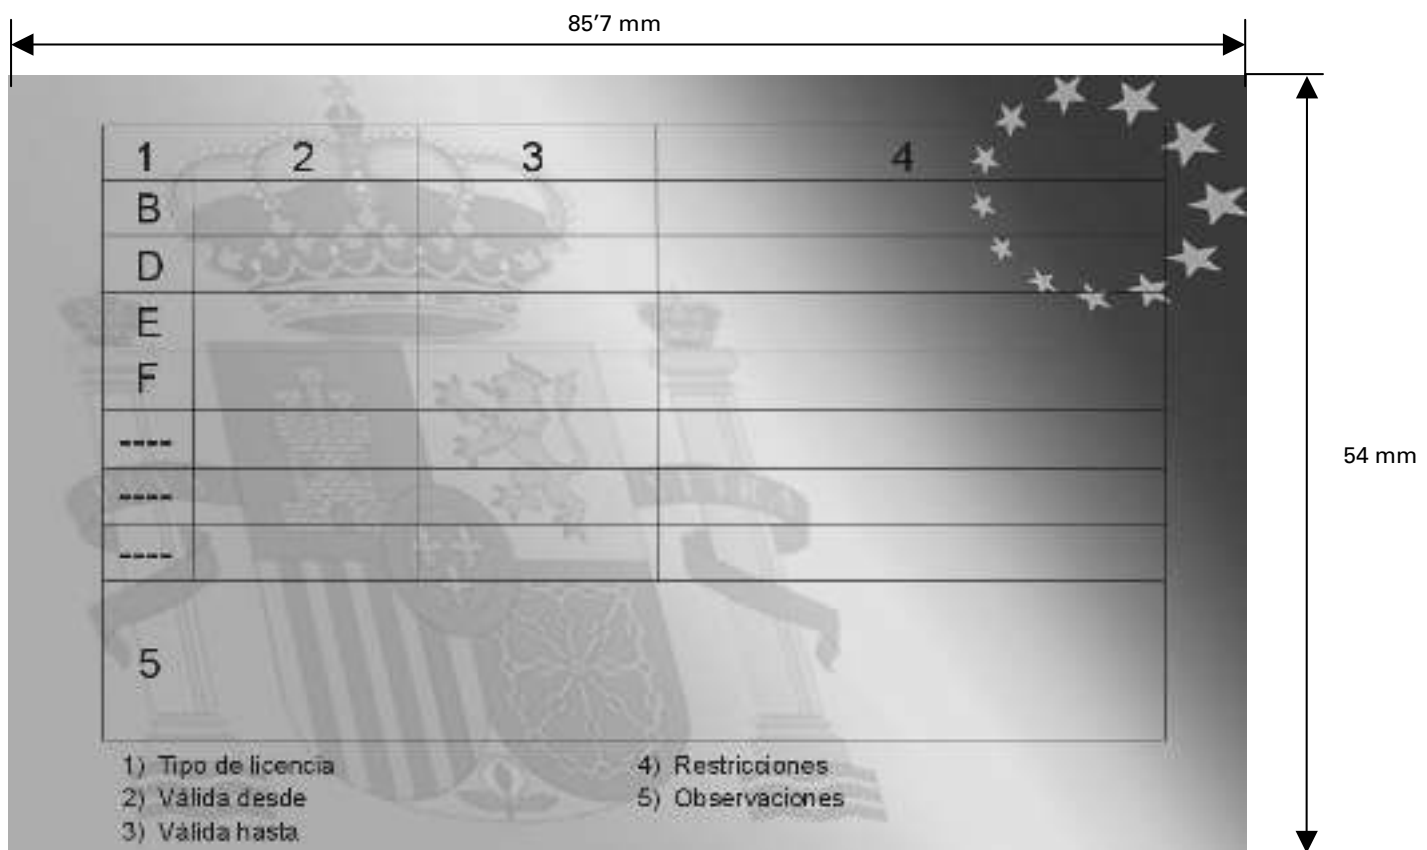 85’7 mm
1 2 3 4
B
D
E
F
----
----
----
5
54 mm
1) Tipo de licencia
2) Válida desde
3) Válida hasta
4) Restricciones
5) Observaciones